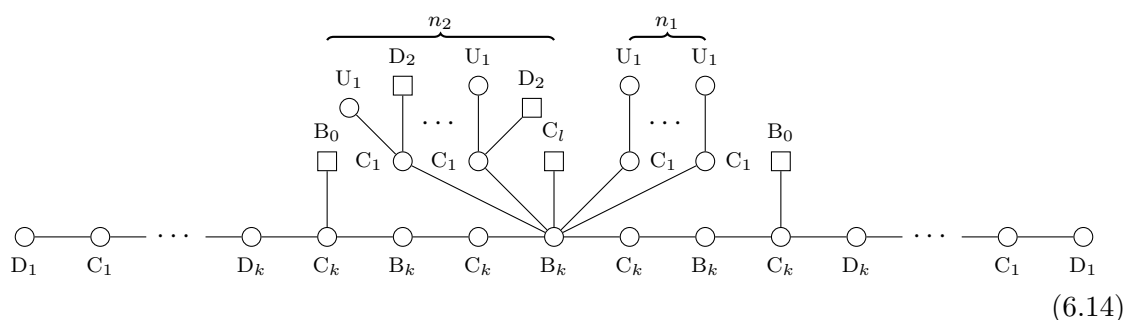 n₂ n₁
D₂ U₁ U₁ U₁
U₁ D₂
⋯ ⋯
B₀ Cₗ B₀
C₁ C₁ C₁ C₁
⋯ ⋯
D₁ C₁ Dₖ Cₖ Bₖ Cₖ Bₖ Cₖ Bₖ Cₖ Dₖ C₁ D₁
(6.14)